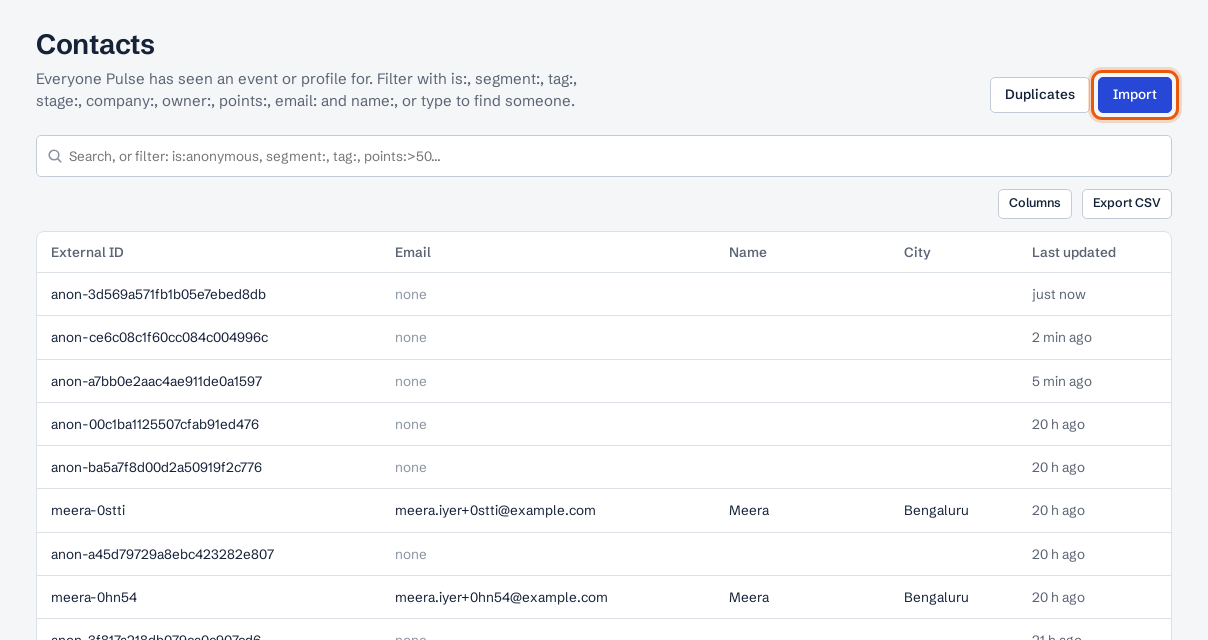 Contacts
Everyone Pulse has seen an event or profile for. Filter with is:, segment:, tag:,
stage:, company:, owner:, points:, email: and name:, or type to find someone.
Duplicates
Import
Search, or filter: is:anonymous, segment:, tag:, points:>50...
Columns
Export CSV
External ID Email Name City Last updated
anon-3d569a571fb1b05e7ebed8db none just now
anon-ce6c08c1f60cc084c004996c none 2 min ago
anon-a7bb0e2aac4ae911de0a1597 none 5 min ago
anon-00c1ba1125507cfab91ed476 none 20 h ago
anon-ba5a7f8d00d2a50919f2c776 none 20 h ago
meera-0stti meera.iyer+0stti@example.com Meera Bengaluru 20 h ago
anon-a45d79729a8ebc423282e807 none 20 h ago
meera-0hn54 meera.iyer+0hn54@example.com Meera Bengaluru 20 h ago
none 21 h ago